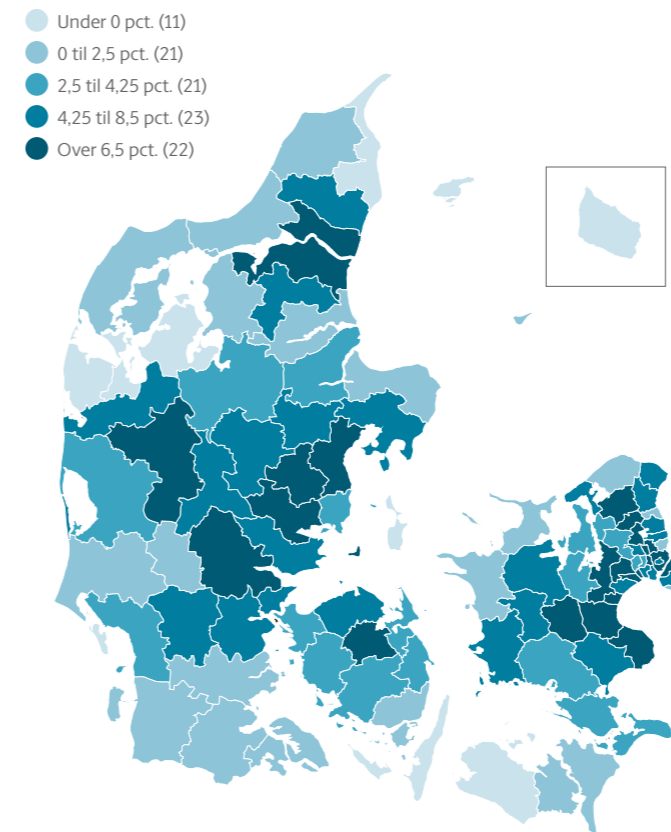 Under 0 pct. (11)
0 til 2,5 pct. (21)
2,5 til 4,25 pct. (21)
4,25 til 8,5 pct. (23)
Over 6,5 pct. (22)